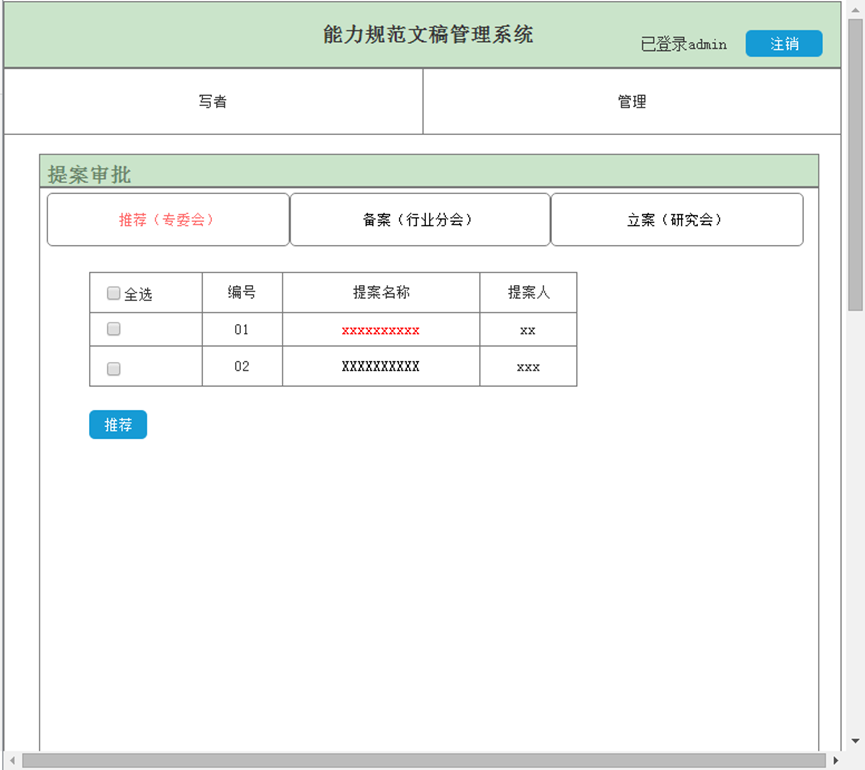 能力规范文稿管理系统
已登录admin 注销
写者 管理
提案审批
推荐（专委会） 备案（行业分会） 立案（研究会）
全选 编号 提案名称 提案人
01 xxxxxxxxxx xx
02 XXXXXXXXXX xxx
推荐